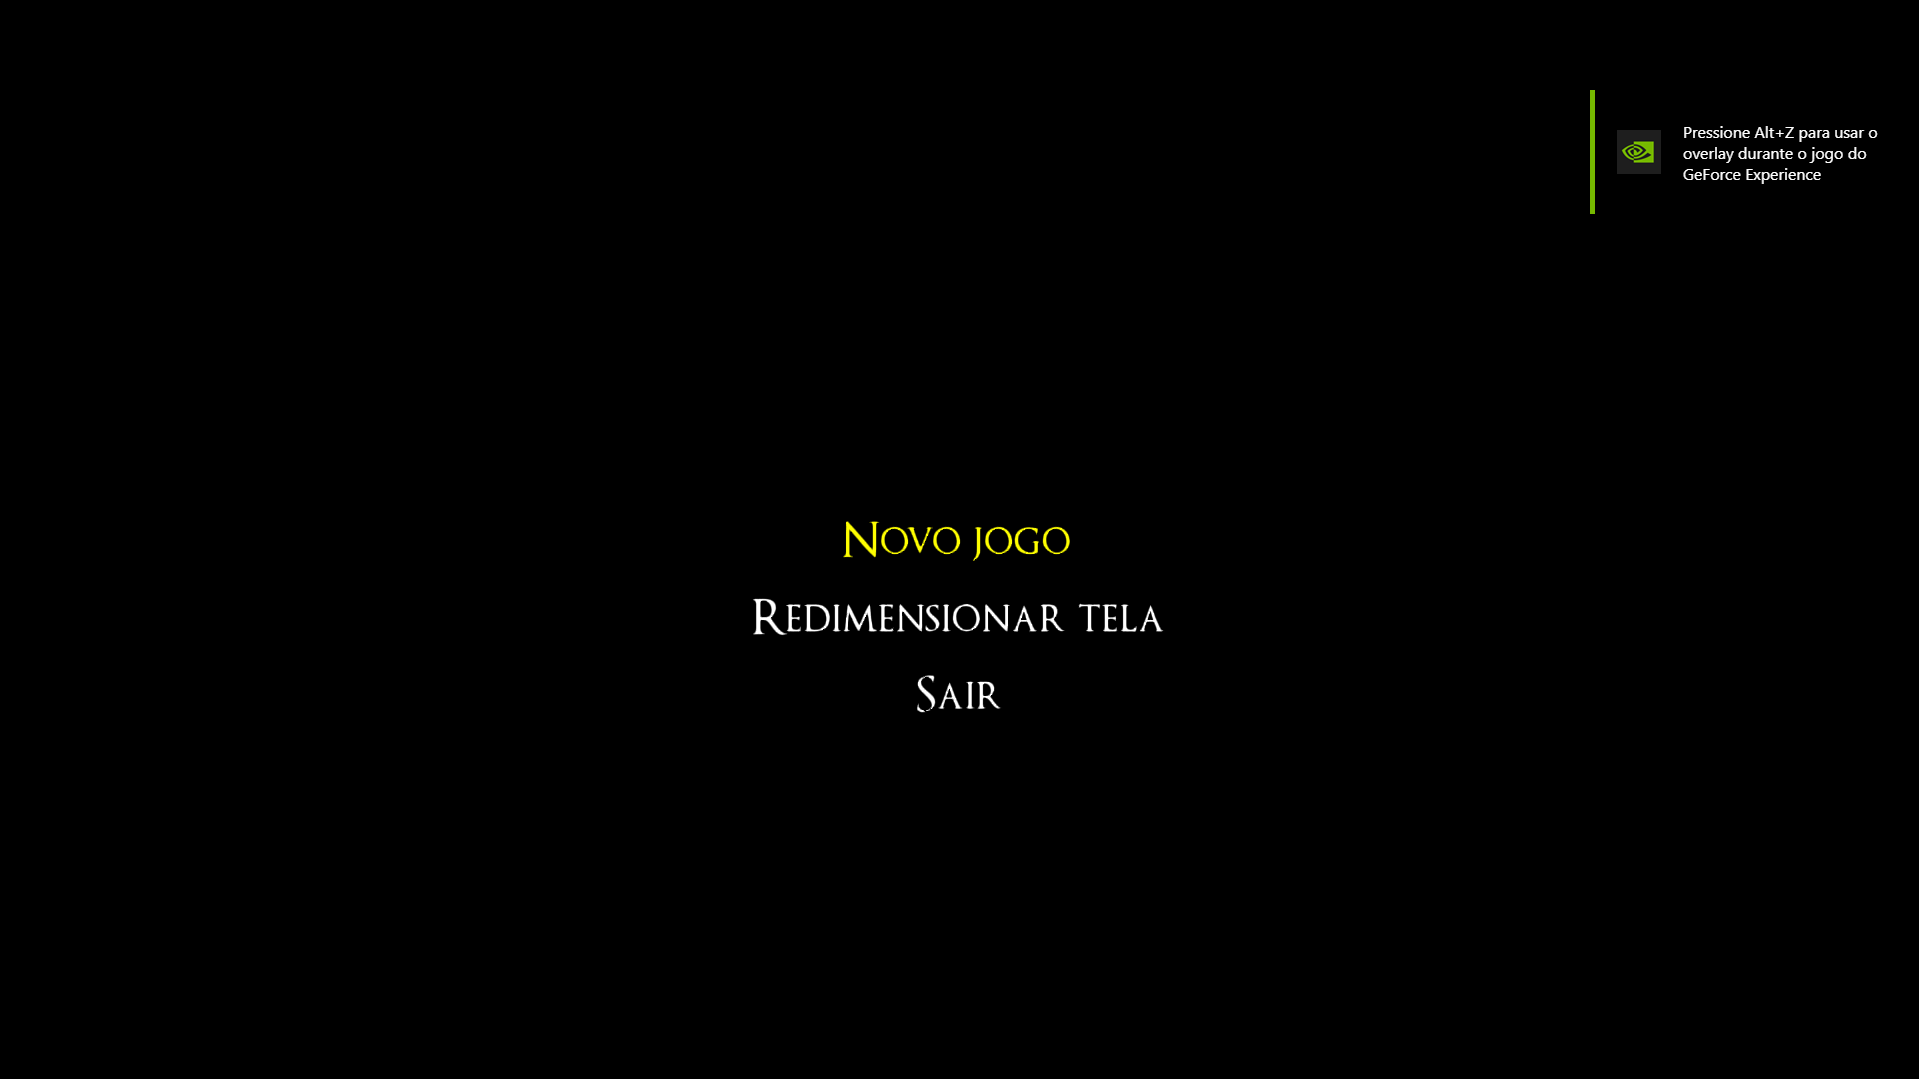 Pressione Alt+Z para usar o
overlay durante o jogo do
GeForce Experience
Novo jogo
Redimensionar tela
Sair